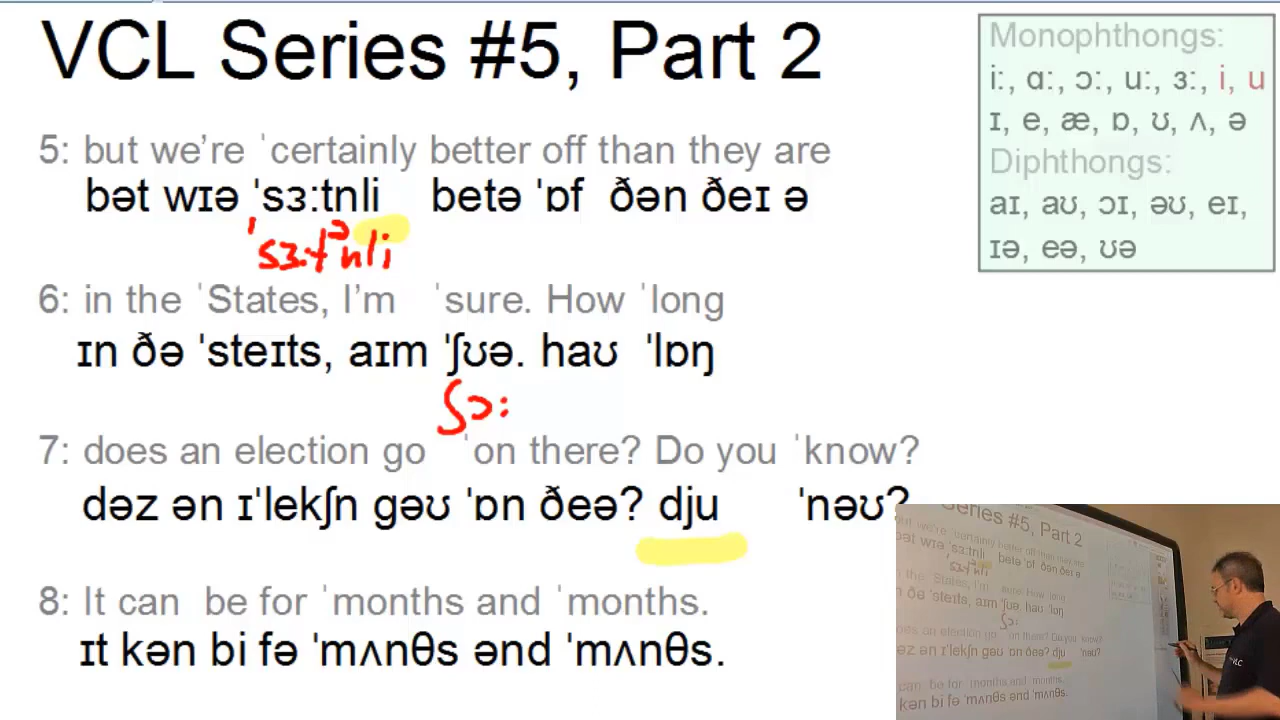 VCL Series #5, Part 2
Monophthongs:
iː, ɑː, ɔː, uː, ɜː, i, u
ɪ, e, æ, ɒ, ʊ, ʌ, ə
Diphthongs:
aɪ, aʊ, ɔɪ, əʊ, eɪ,
ɪə, eə, ʊə
5: but we’re ˈcertainly better off than they are
bət wɪə ˈsɜːtnli betə ˈɒf ðən ðeɪ ə
ˈsɜːtᵊnli
6: in the ˈStates, I’m ˈsure. How ˈlong
ɪn ðə ˈsteɪts, aɪm ˈʃʊə. haʊ ˈlɒŋ
ʃɔː
7: does an election go ˈon there? Do you ˈknow?
dəz ən ɪˈlekʃn gəʊ ˈɒn ðeə? dju ˈnəʊ?
8: It can be for ˈmonths and ˈmonths.
ɪt kən bi fə ˈmʌnθs ənd ˈmʌnθs.